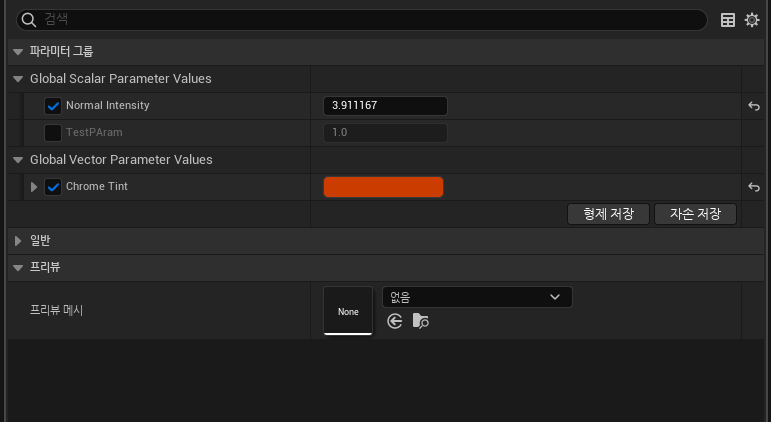 검색
파라미터 그룹
Global Scalar Parameter Values
Normal Intensity 3.911167
TestPAram 1.0
Global Vector Parameter Values
Chrome Tint
형제 저장 자손 저장
일반
프리뷰
프리뷰 메시 None 없음